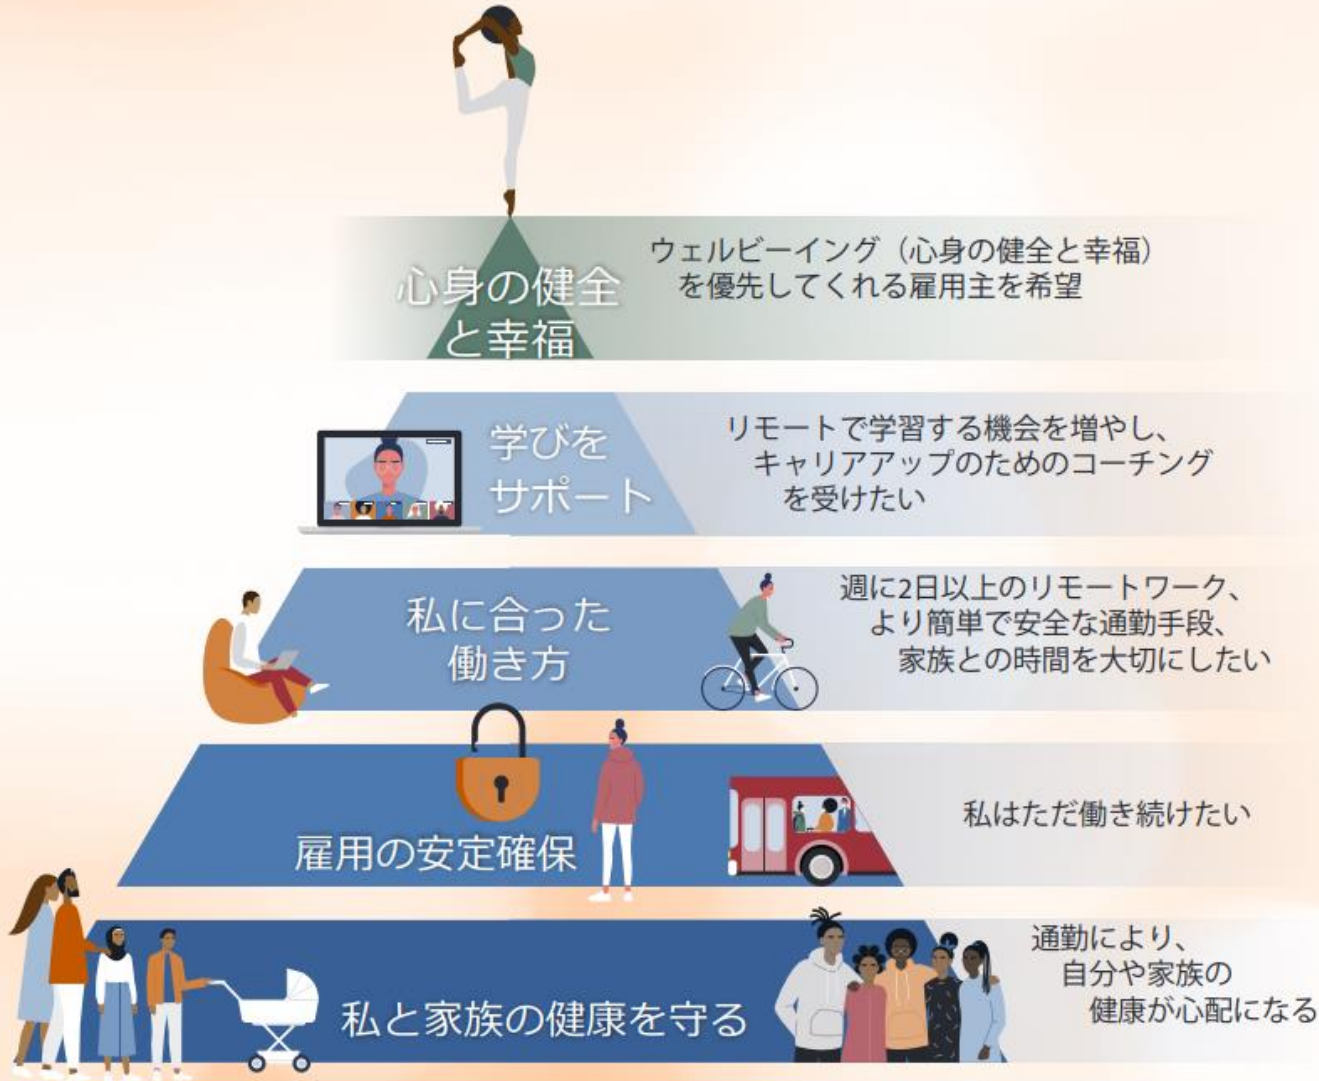 心身の健全
と幸福
ウェルビーイング（心身の健全と幸福）
を優先してくれる雇用主を希望
学びを
サポート
リモートで学習する機会を増やし、
キャリアアップのためのコーチング
を受けたい
私に合った
働き方
週に2日以上のリモートワーク、
より簡単で安全な通勤手段、
家族との時間を大切にしたい
雇用の安定確保
私はただ働き続けたい
私と家族の健康を守る
通勤により、
自分や家族の
健康が心配になる